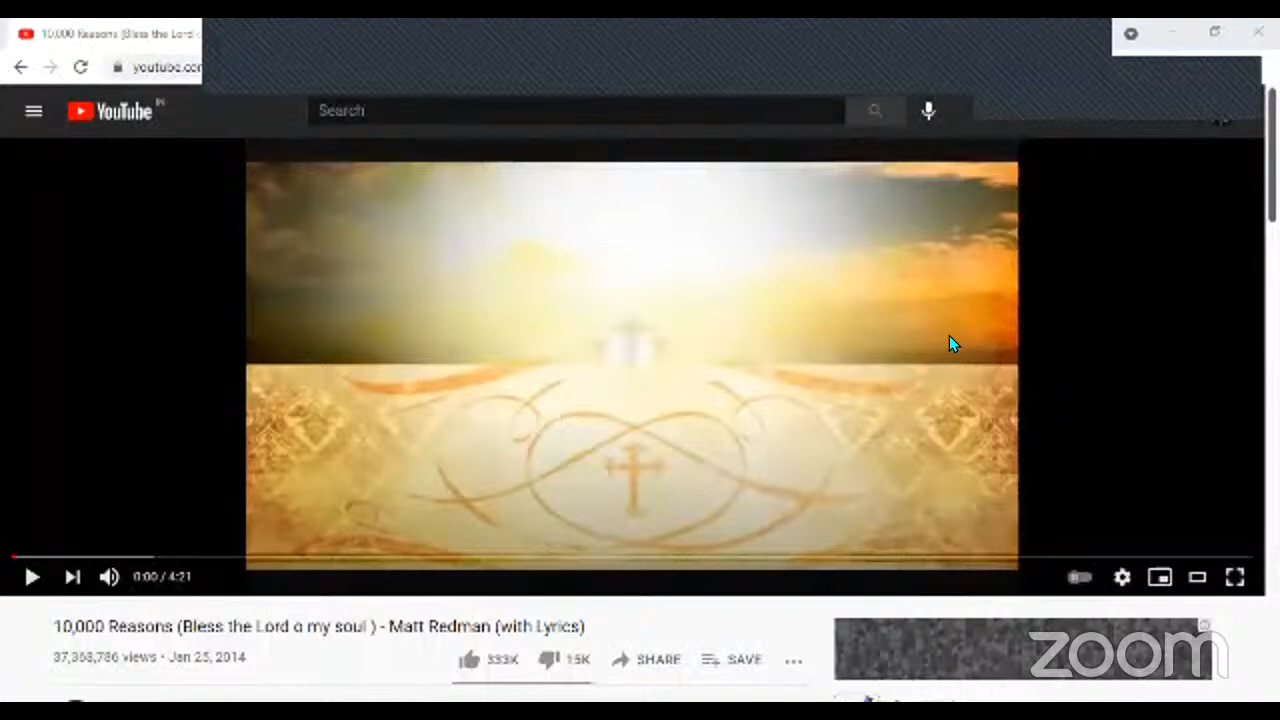 10,000 Reasons (Bless the Lord
youtube.com
YouTube IN
Search
0:00 / 4:21
10,000 Reasons (Bless the Lord o my soul ) - Matt Redman (with Lyrics)
37,368,786 views • Jan 25, 2014
333K
15K
SHARE
SAVE
zoom